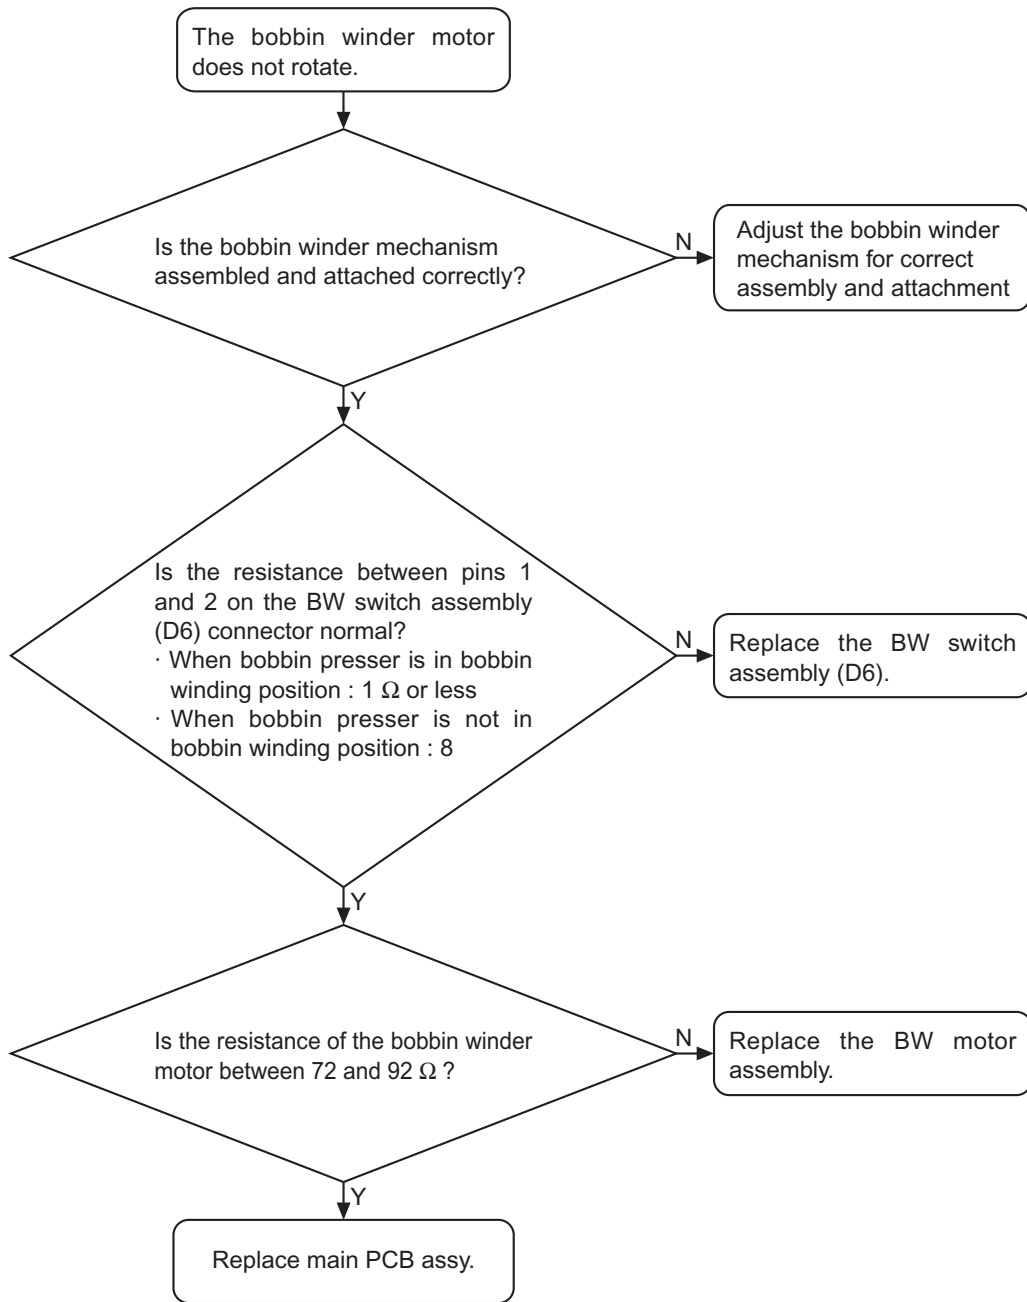 The bobbin winder motor
does not rotate.
Is the bobbin winder mechanism
assembled and attached correctly?
N
Adjust the bobbin winder
mechanism for correct
assembly and attachment
Y
Is the resistance between pins 1
and 2 on the BW switch assembly
(D6) connector normal?
· When bobbin presser is in bobbin
winding position : 1 Ω or less
· When bobbin presser is not in
bobbin winding position : 8
N
Replace the BW switch
assembly (D6).
Y
Is the resistance of the bobbin winder
motor between 72 and 92 Ω ?
N
Replace the BW motor
assembly.
Y
Replace main PCB assy.